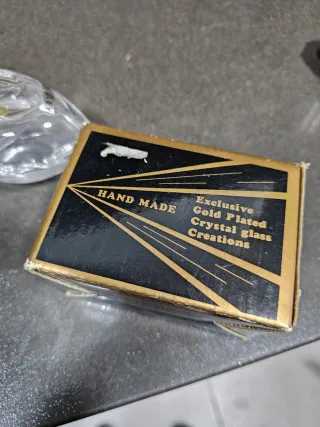 HAND MADE
Exclusive
Gold Plated
Crystal glass
Creations